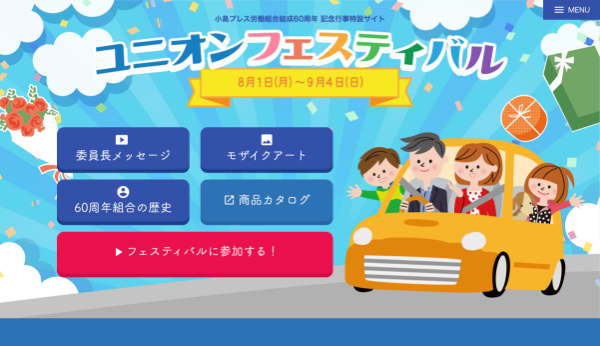 MENU
小島プレス労働組合結成60周年 記念行事特設サイト
ユニオンフェスティバル
8月1日(月)〜9月4日(日)
委員長メッセージ
モザイクアート
60周年組合の歴史
商品カタログ
フェスティバルに参加する！